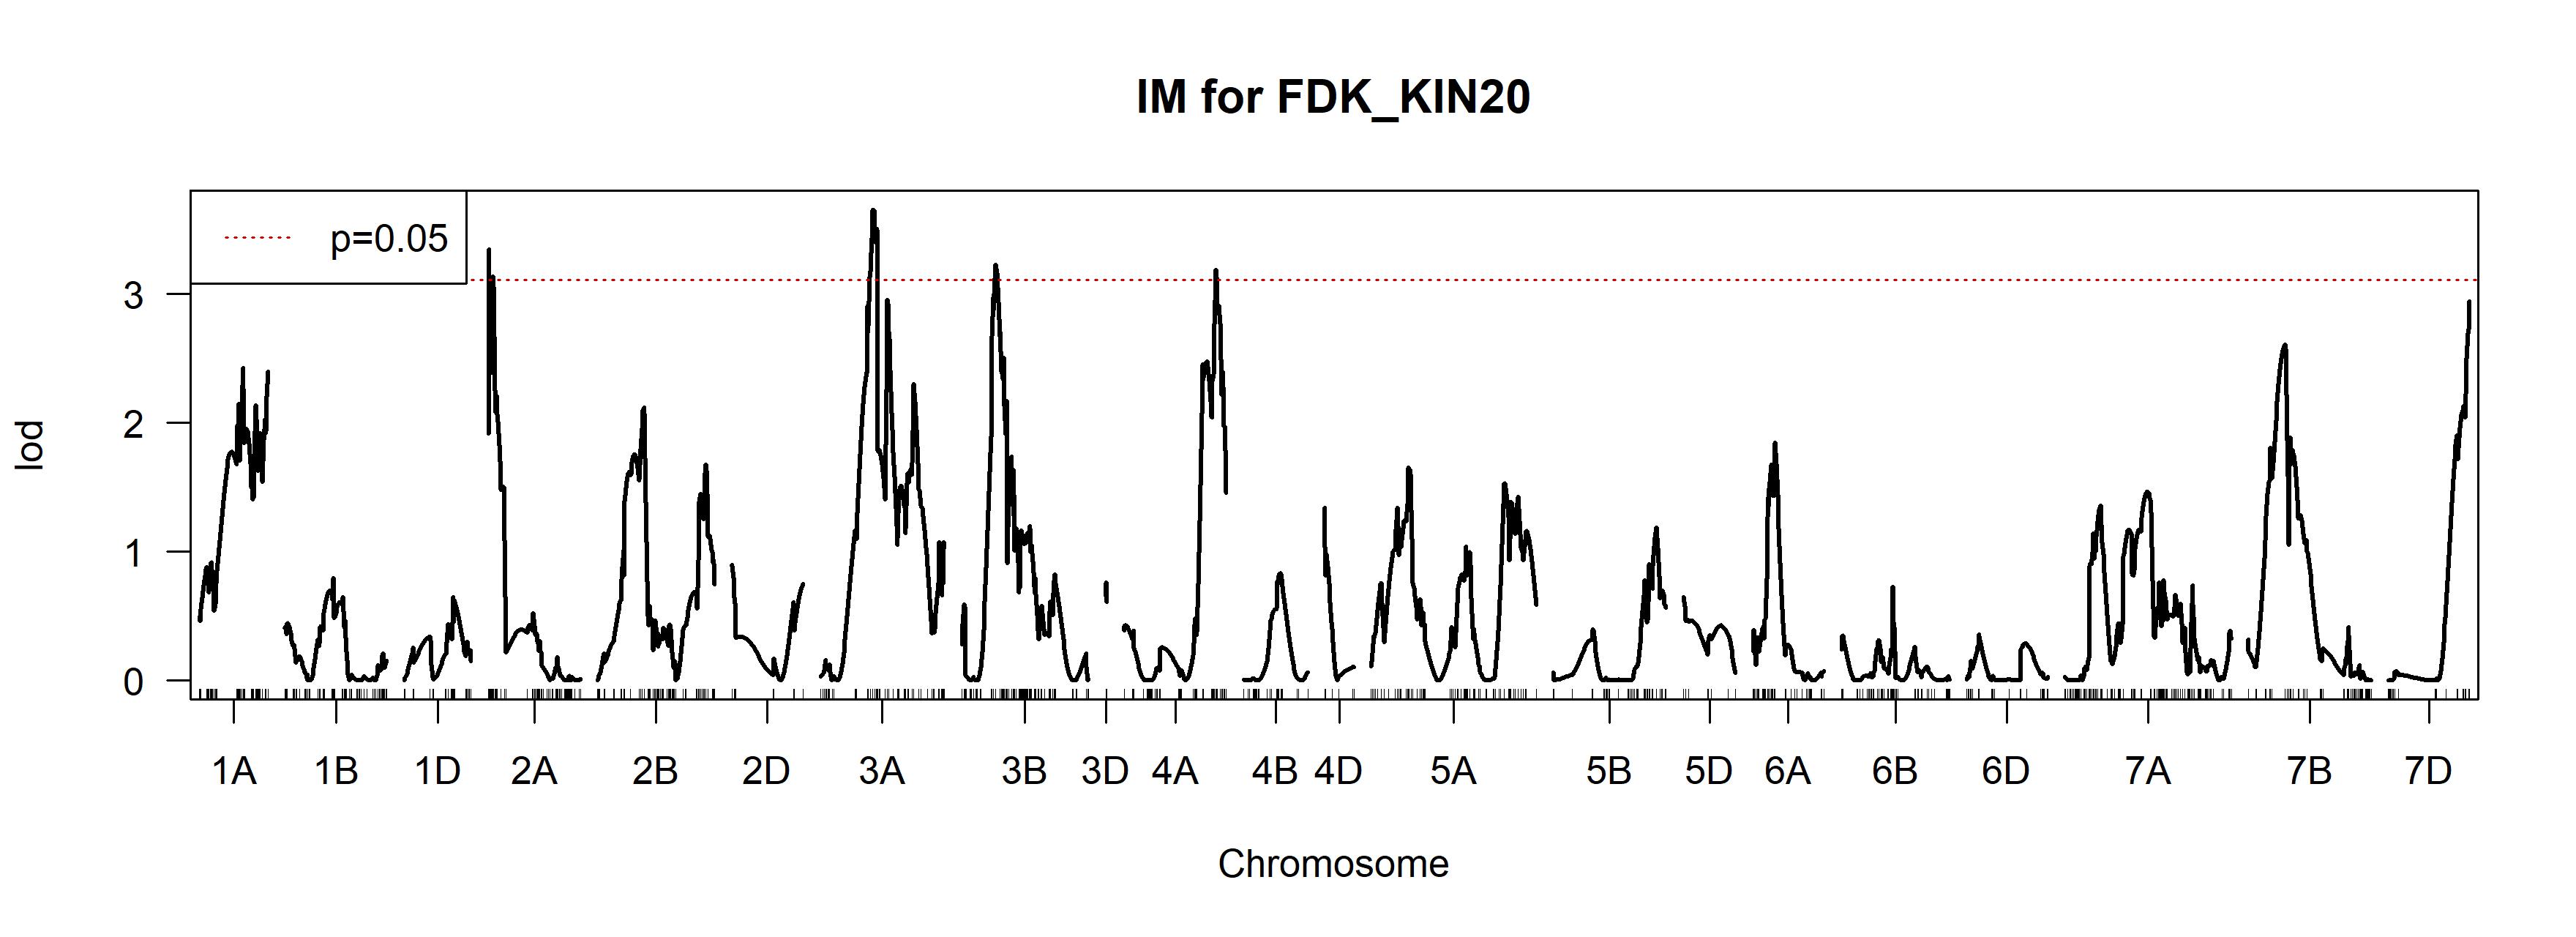 IM for FDK_KIN20
p=0.05
3
2
1
0
lod
1A 1B 1D 2A 2B 2D 3A 3B 3D 4A 4B 4D 5A 5B 5D 6A 6B 6D 7A 7B 7D
Chromosome